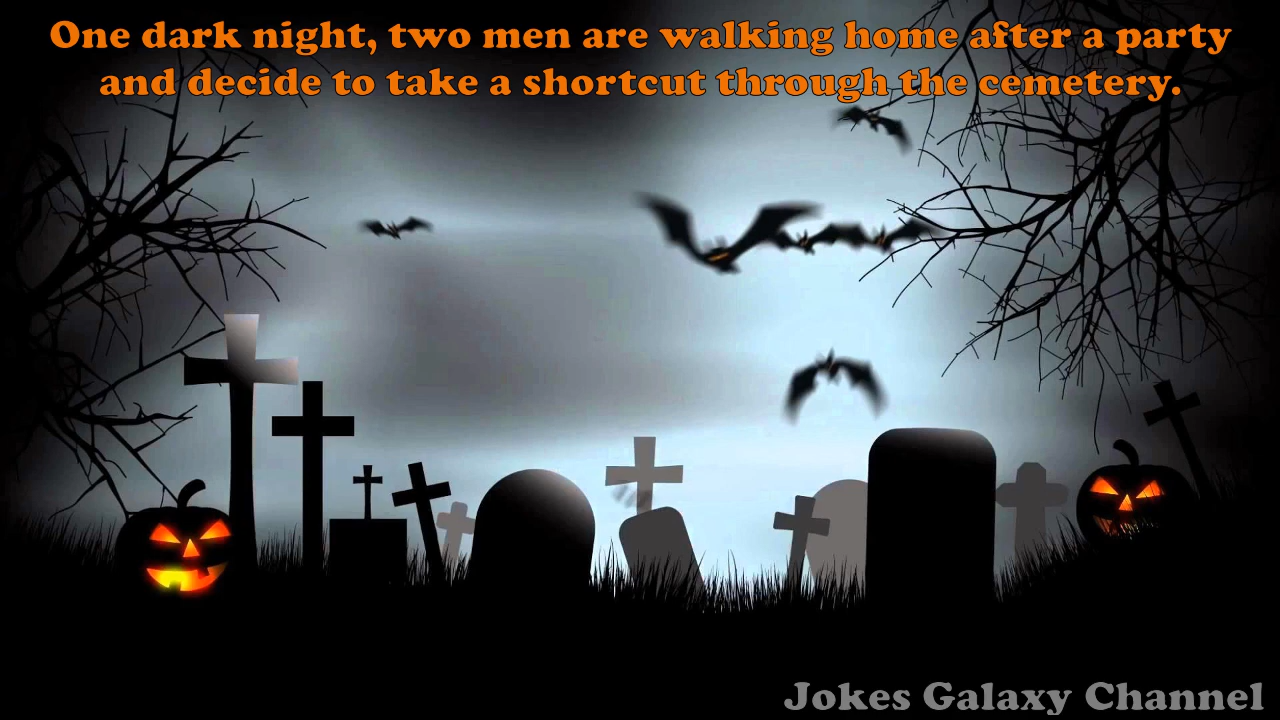 One dark night, two men are walking home after a party
and decide to take a shortcut through the cemetery.
Jokes Galaxy Channel